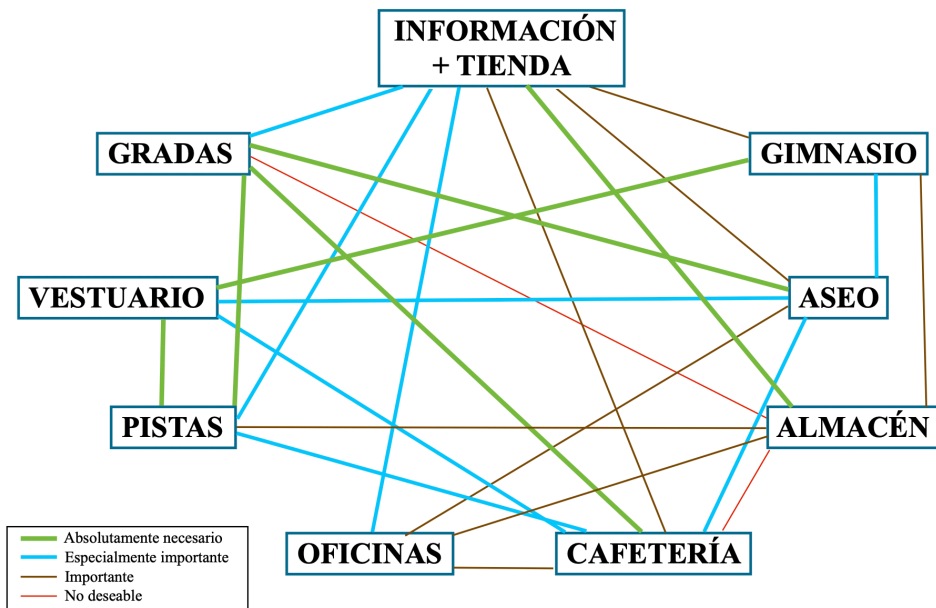 INFORMACIÓN
+ TIENDA
GRADAS
GIMNASIO
VESTUARIO
ASEO
PISTAS
ALMACÉN
OFICINAS
CAFETERÍA
Absolutamente necesario
Especialmente importante
Importante
No deseable